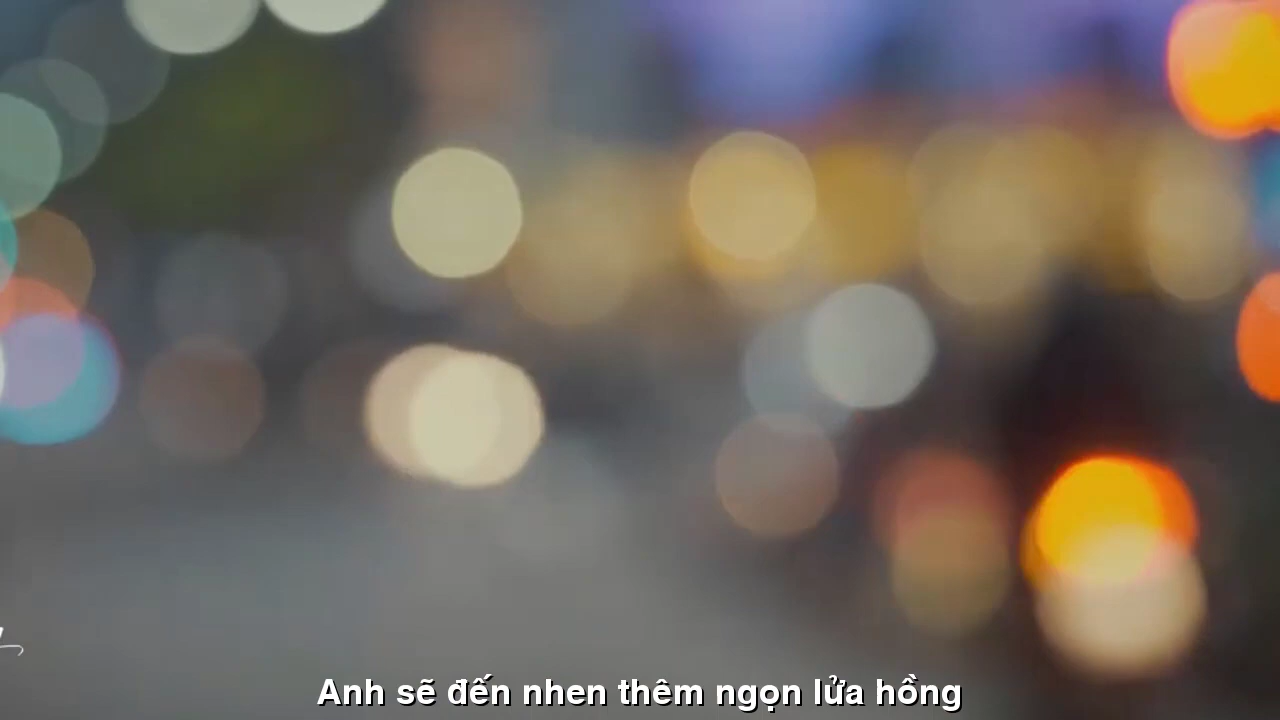 Anh sẽ đến nhen thêm ngọn lửa hồng